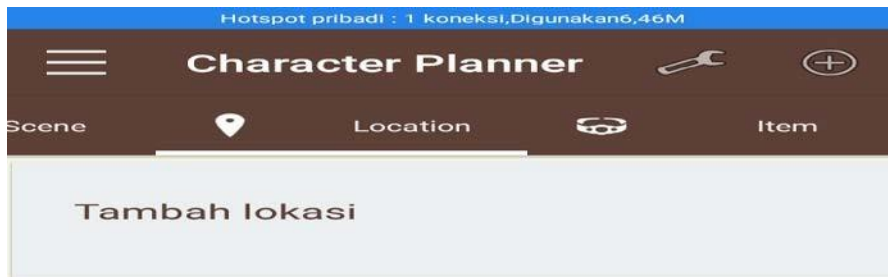 Hotspot pribadi : 1 koneksi,Digunakan6,46M
Character Planner
Scene Location Item
Tambah lokasi